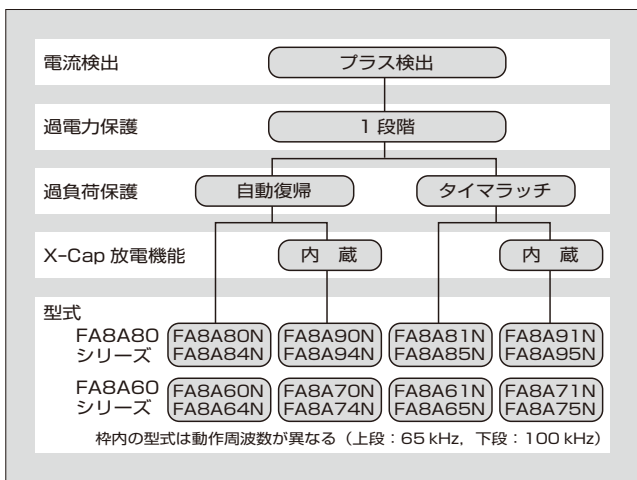 電流検出 プラス検出
過電力保護 1段階
過負荷保護 自動復帰 タイマラッチ
X-Cap 放電機能 内 蔵 内 蔵
型式
FA8A80 FA8A80N FA8A90N FA8A81N FA8A91N
シリーズ FA8A84N FA8A94N FA8A85N FA8A95N
FA8A60 FA8A60N FA8A70N FA8A61N FA8A71N
シリーズ FA8A64N FA8A74N FA8A65N FA8A75N
枠内の型式は動作周波数が異なる（上段：65 kHz，下段：100 kHz）